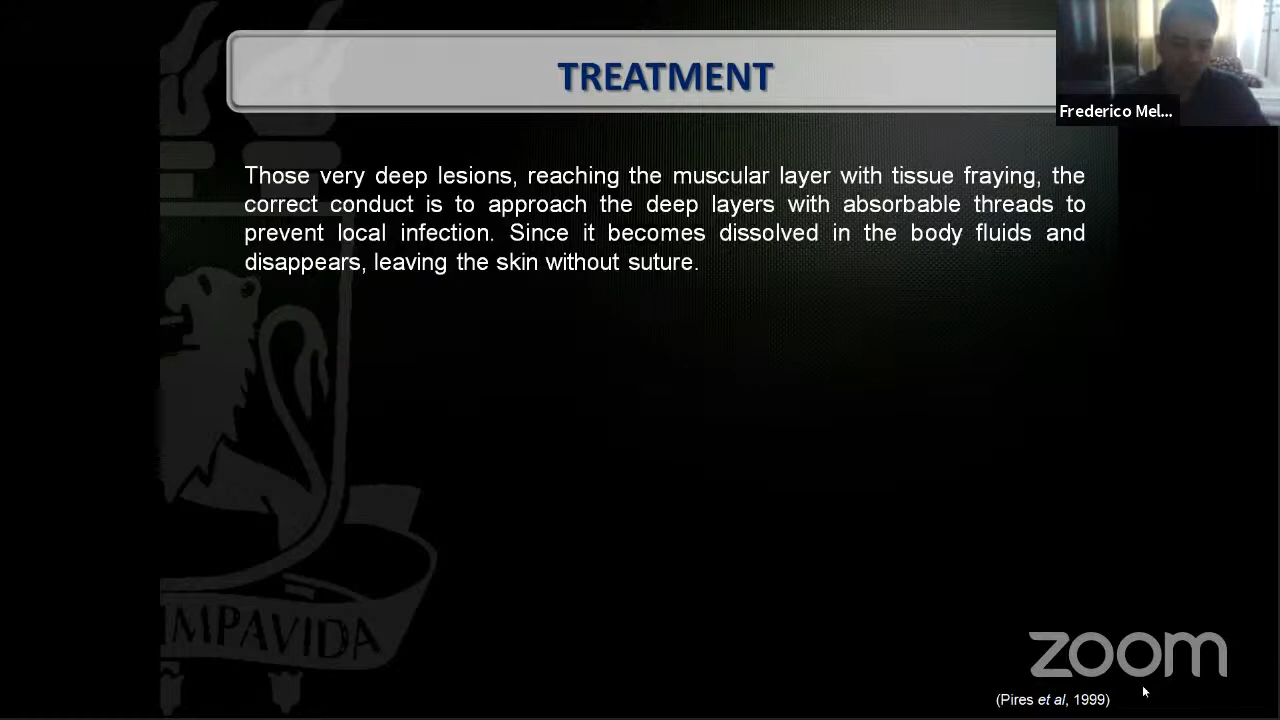 TREATMENT
Frederico Mel...
Those very deep lesions, reaching the muscular layer with tissue fraying, the
correct conduct is to approach the deep layers with absorbable threads to
prevent local infection. Since it becomes dissolved in the body fluids and
disappears, leaving the skin without suture.
IMPAVIDA
zoom
(Pires et al, 1999)